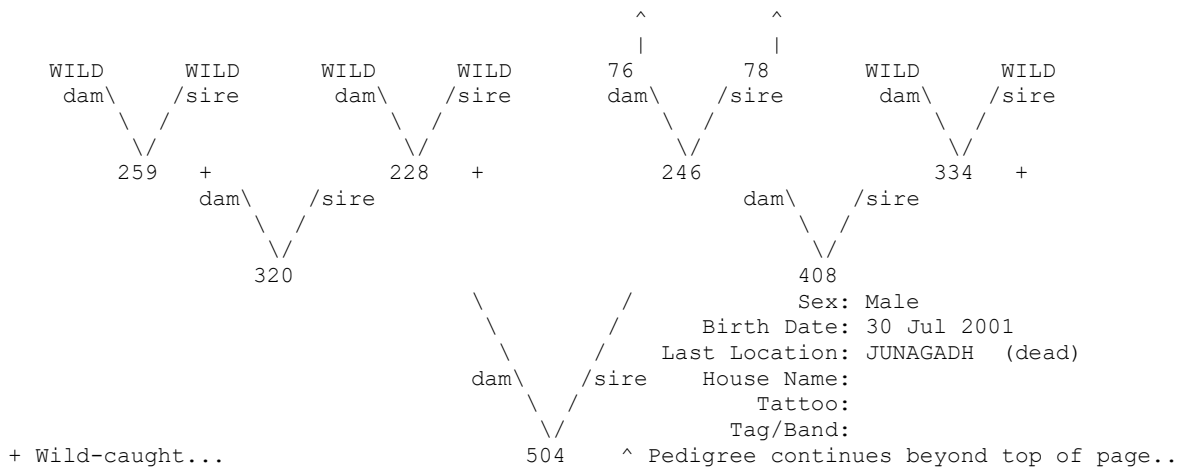 ^ ^
| |
WILD WILD WILD WILD 76 78 WILD WILD
dam\ /sire dam\ /sire dam\ /sire dam\ /sire
\ / \ / \ / \ /
\/ \/ \/ \/
259 + 228 + 246 334 +
dam\ /sire dam\ /sire
\ / \ /
\/ \/
320 408
\ / Sex: Male
\ / Birth Date: 30 Jul 2001
\ / Last Location: JUNAGADH (dead)
dam\ /sire House Name:
\ / Tattoo:
\/ Tag/Band:
+ Wild-caught... 504 ^ Pedigree continues beyond top of page..